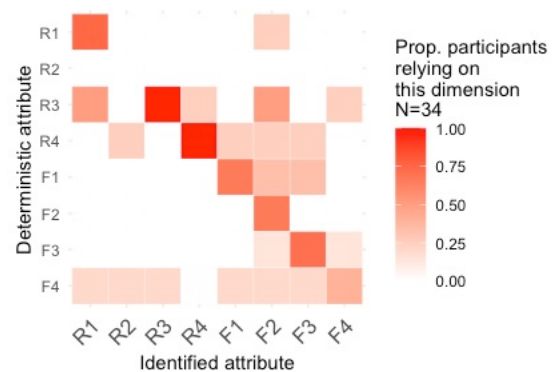 R1
R2
R3
R4
F1
F2
F3
F4
Deterministic attribute
R1 R2 R3 R4 F1 F2 F3 F4
Identified attribute
Prop. participants
relying on
this dimension
N=34
1.00
0.75
0.50
0.25
0.00